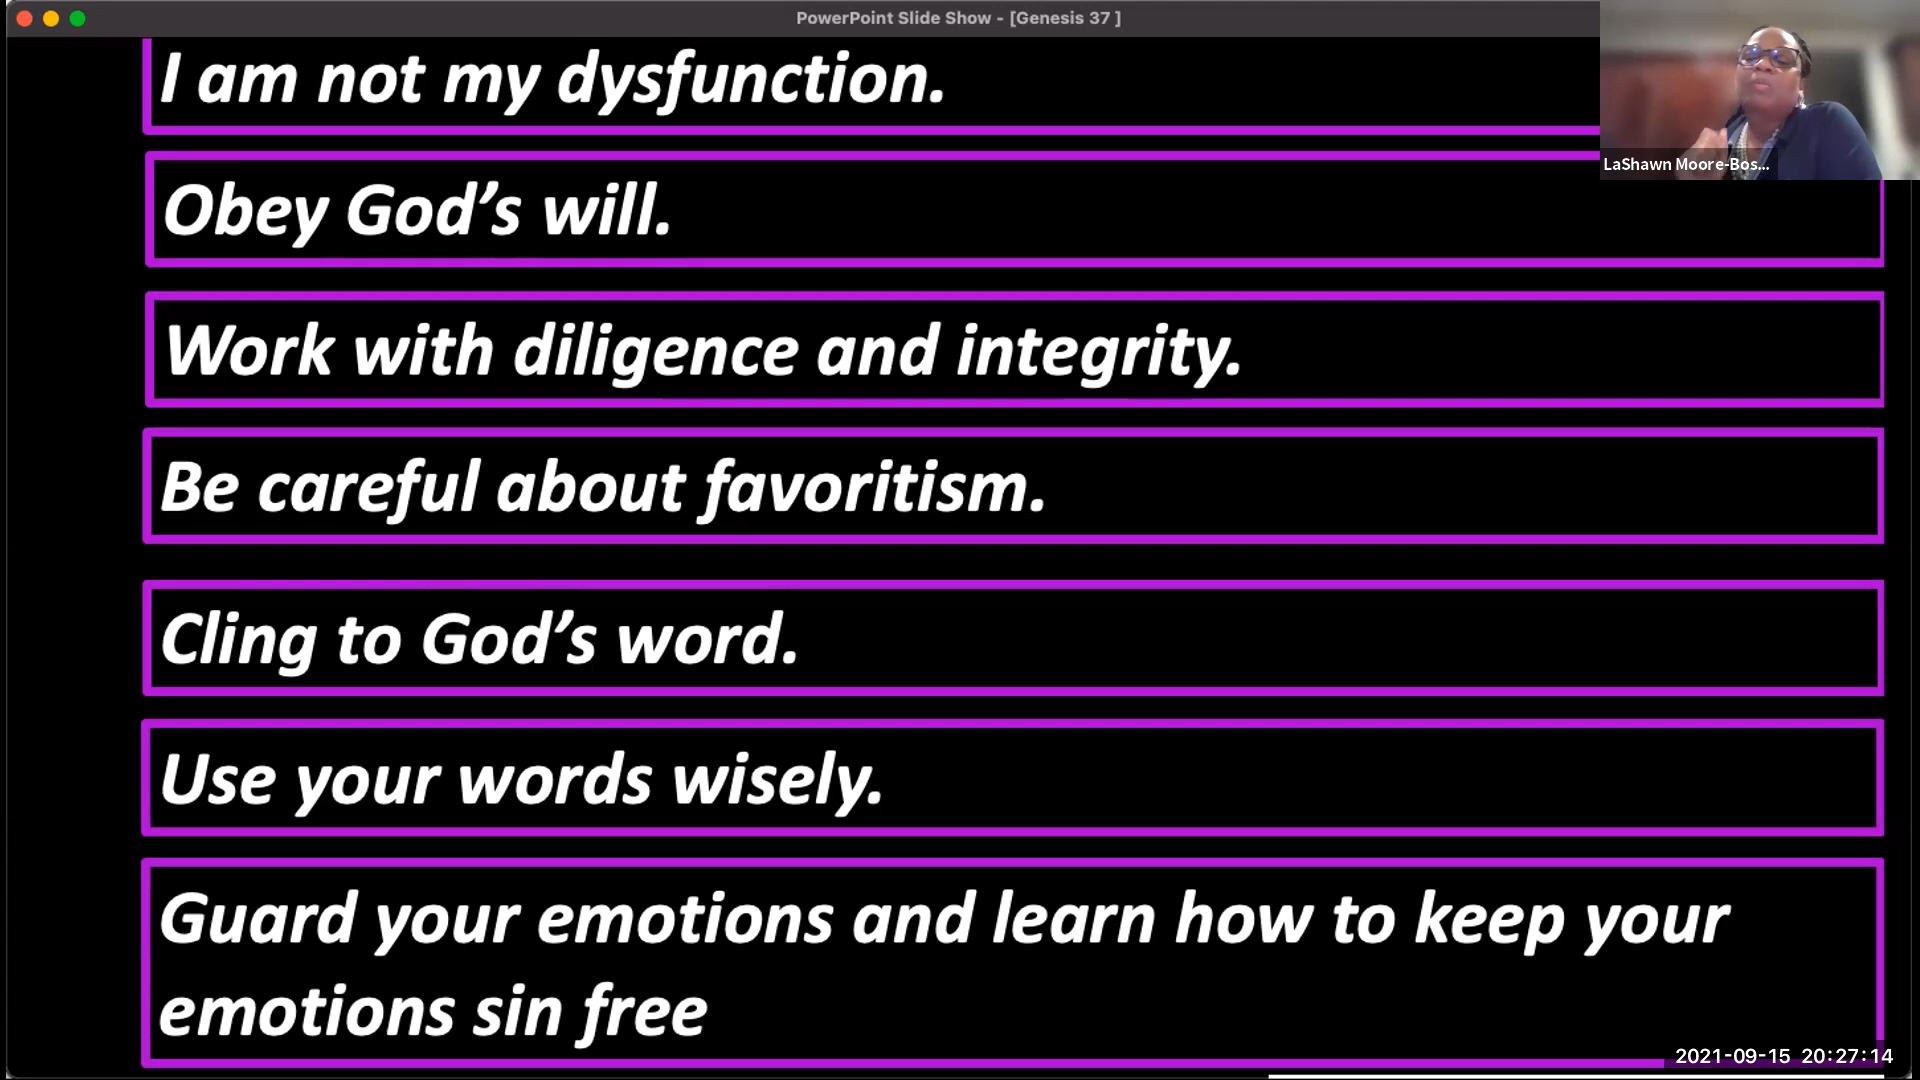 PowerPoint Slide Show - [Genesis 37 ]
I am not my dysfunction.
LaShawn Moore-Bos...
Obey God’s will.
Work with diligence and integrity.
Be careful about favoritism.
Cling to God’s word.
Use your words wisely.
Guard your emotions and learn how to keep your
emotions sin free
2021-09-15 20:27:14